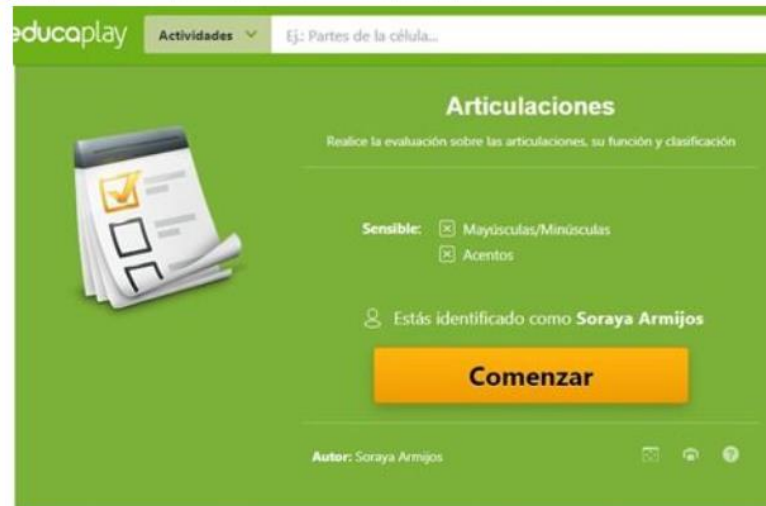 educaplay
Actividades
Ej.: Partes de la célula...
Articulaciones
Realice la evaluación sobre las articulaciones, su función y clasificación
Sensible: Mayúsculas/Minúsculas
Acentos
Estás identificado como Soraya Armijos
Comenzar
Autor: Soraya Armijos